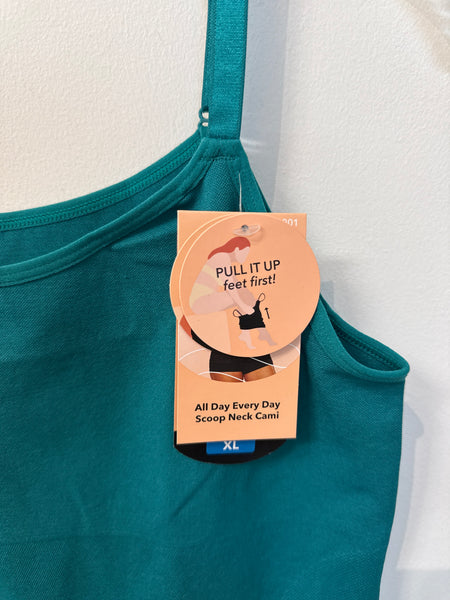 PULL IT UP
feet first!
All Day Every Day
Scoop Neck Cami
XL